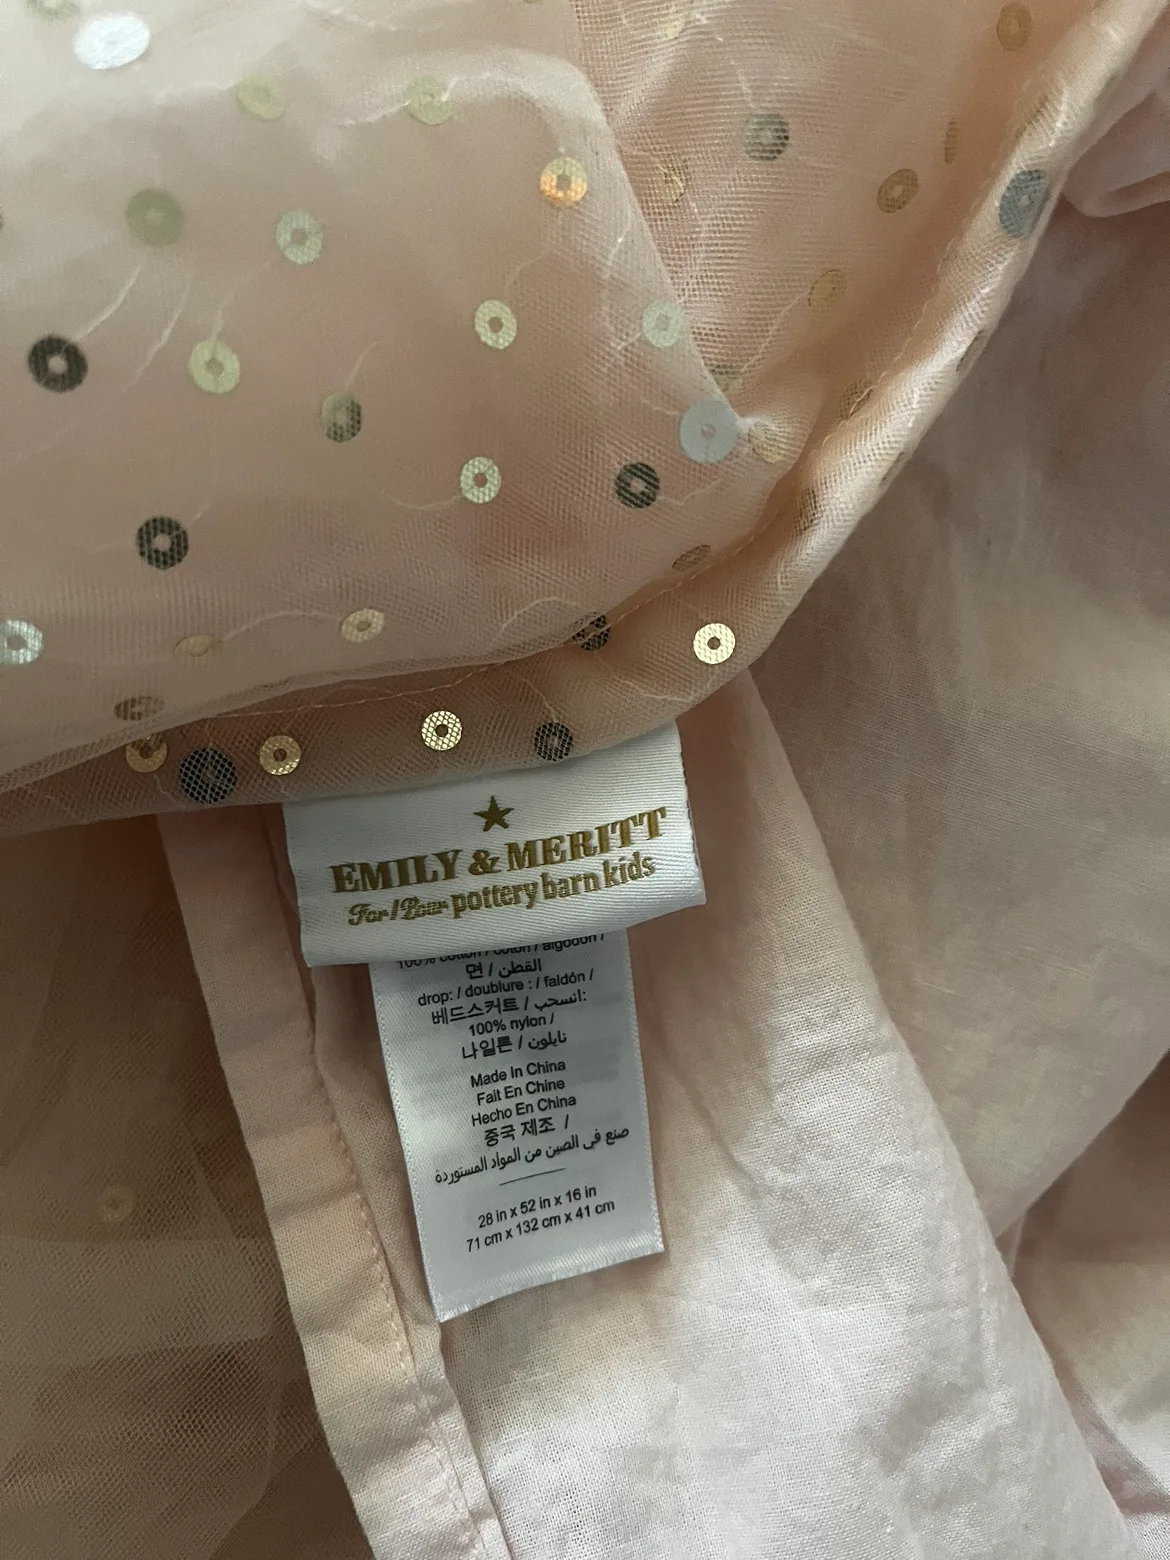 EMILY & MERITT
For/Pour pottery barn kids
100% cotton / coton / algodón /
면 / القطن
drop: / doublure : / faldón /
베드스커트 / انسحب:
100% nylon /
나일론 / نايلون
Made In China
Fait En Chine
Hecho En China
중국 제조 /
صنع في الصين من المواد المستوردة
28 in x 52 in x 16 in
71 cm x 132 cm x 41 cm